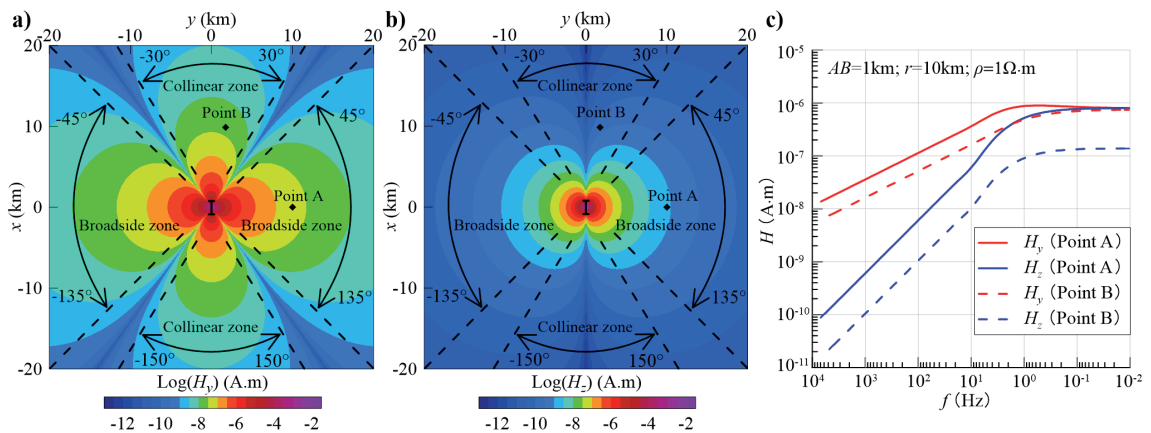 a)
y (km)
-20 -10 0 10 20
20
10
0
-10
-20
x (km)
-30° 30°
Collinear zone
-45° 45°
Point B
Point A
Broadside zone Broadside zone
-135° 135°
Collinear zone
-150° 150°
Log(Hy) (A.m)
-12 -10 -8 -6 -4 -2
b)
y (km)
-20 -10 0 10 20
20
10
0
-10
-20
x (km)
-30° 30°
Collinear zone
-45° 45°
Point B
Point A
Broadside zone Broadside zone
-135° 135°
Collinear zone
-150° 150°
Log(Hz) (A.m)
-12 -10 -8 -6 -4 -2
c)
AB=1km; r=10km; ρ=1Ω·m
10⁻⁵
10⁻⁶
10⁻⁷
10⁻⁸
10⁻⁹
10⁻¹⁰
10⁻¹¹
H (A.m)
Hy (Point A)
Hz (Point A)
Hy (Point B)
Hz (Point B)
10⁴ 10³ 10² 10¹ 10⁰ 10⁻¹ 10⁻²
f (Hz)